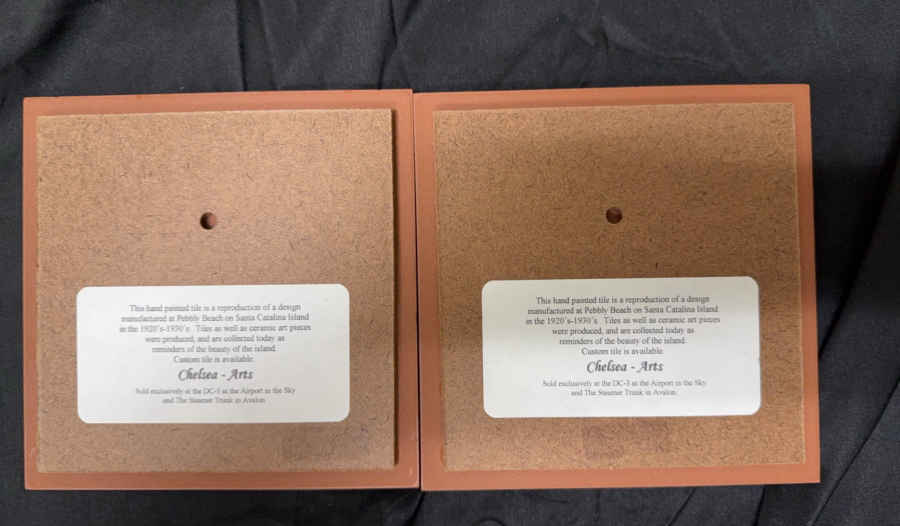 This hand painted tile is a reproduction of a design
manufactured at Pebbly Beach on Santa Catalina Island
in the 1920's-1930's. Tiles as well as ceramic art pieces
were produced, and are collected today as
reminders of the beauty of the island.
Custom tile is available.
Chelsea - Arts
Sold exclusively at the DC-3 at the Airport in the Sky
and The Steamer Trunk in Avalon.
This hand painted tile is a reproduction of a design
manufactured at Pebbly Beach on Santa Catalina Island
in the 1920's-1930's. Tiles as well as ceramic art pieces
were produced, and are collected today as
reminders of the beauty of the island.
Custom tile is available.
Chelsea - Arts
Sold exclusively at the DC-3 at the Airport in the Sky
and The Steamer Trunk in Avalon.